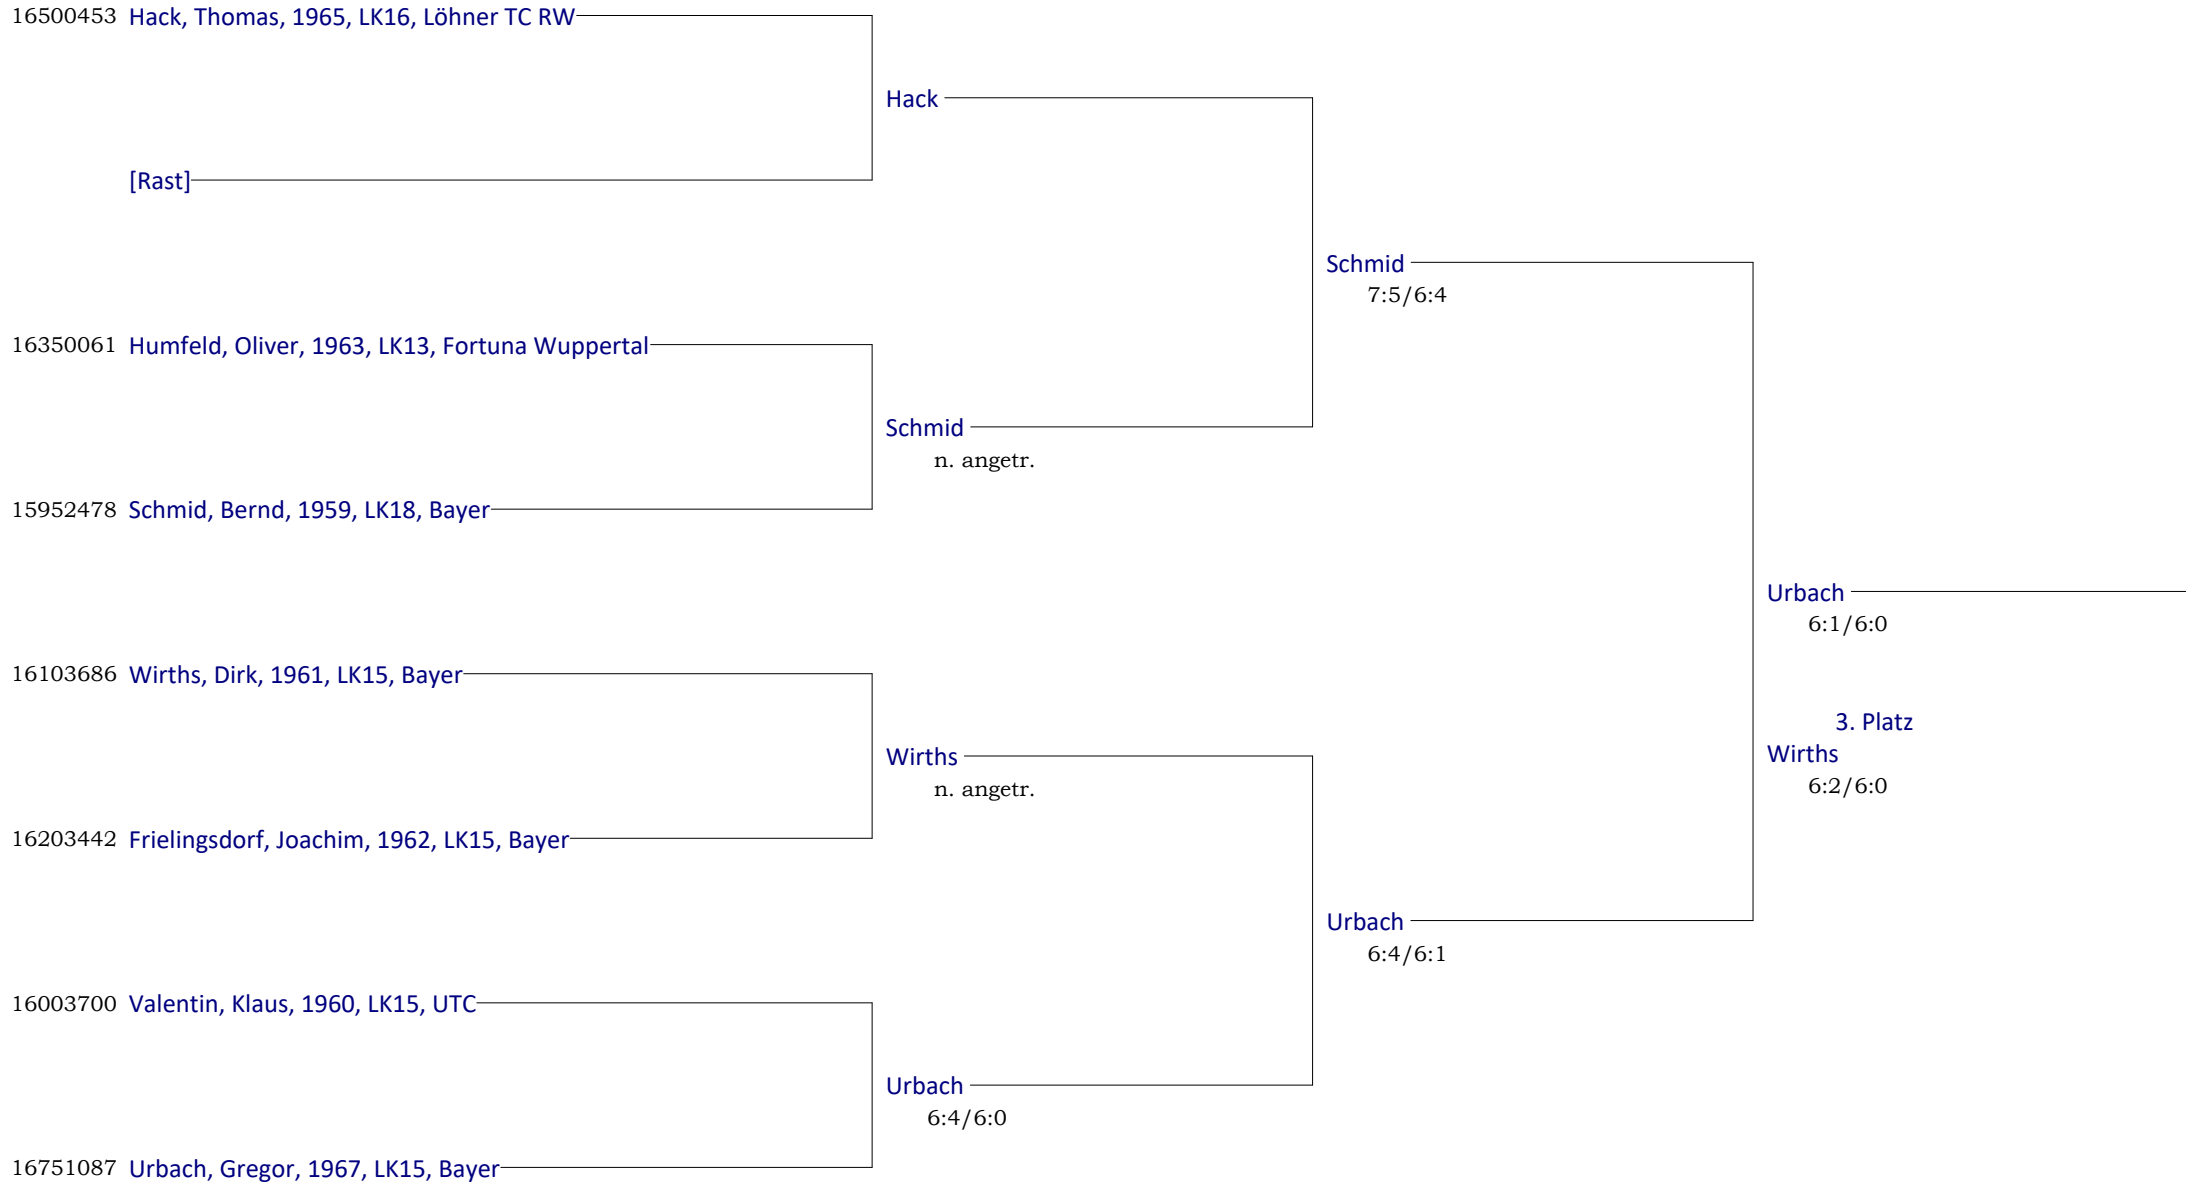 16500453 Hack, Thomas, 1965, LK16, Löhner TC RW
Hack
[Rast]
Schmid
7:5/6:4
16350061 Humfeld, Oliver, 1963, LK13, Fortuna Wuppertal
Schmid
n. angetr.
15952478 Schmid, Bernd, 1959, LK18, Bayer
Urbach
6:1/6:0
16103686 Wirths, Dirk, 1961, LK15, Bayer
3. Platz
Wirths
6:2/6:0
Wirths
n. angetr.
16203442 Frielingsdorf, Joachim, 1962, LK15, Bayer
Urbach
6:4/6:1
16003700 Valentin, Klaus, 1960, LK15, UTC
Urbach
6:4/6:0
16751087 Urbach, Gregor, 1967, LK15, Bayer